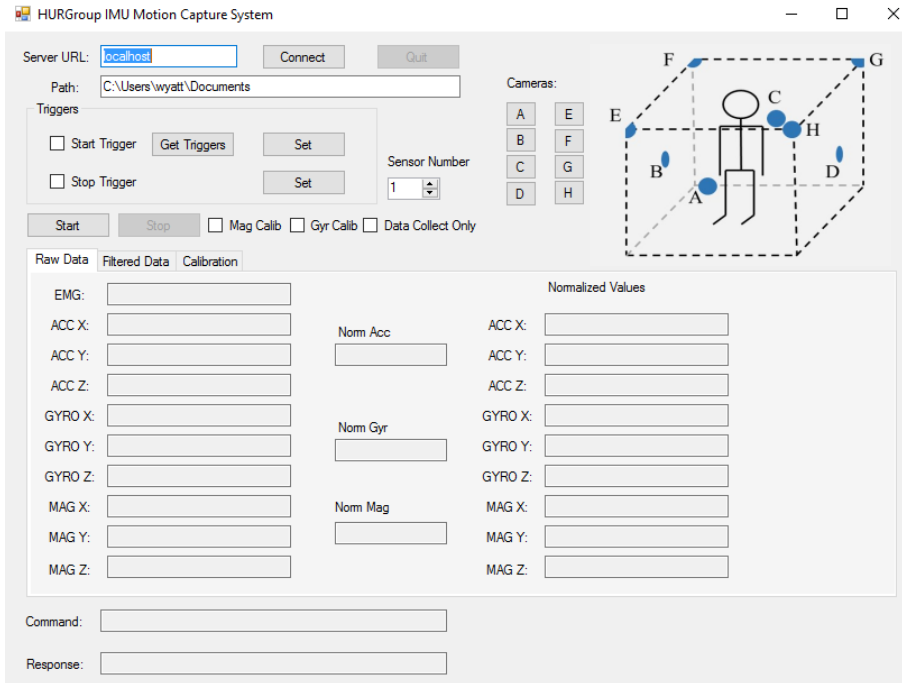 HURGroup IMU Motion Capture System
Server URL: localhost Connect Quit
Path: C:\Users\wyatt\Documents
Triggers
Start Trigger Get Triggers Set
Stop Trigger Set
Sensor Number
1
Cameras:
A E
B F
C G
D H
F G
E C H
B D
A
Start Stop Mag Calib Gyr Calib Data Collect Only
Raw Data Filtered Data Calibration
Normalized Values
EMG:
ACC X: Norm Acc ACC X:
ACC Y: ACC Y:
ACC Z: ACC Z:
GYRO X: Norm Gyr GYRO X:
GYRO Y: GYRO Y:
GYRO Z: GYRO Z:
MAG X: Norm Mag MAG X:
MAG Y: MAG Y:
MAG Z: MAG Z:
Command:
Response: